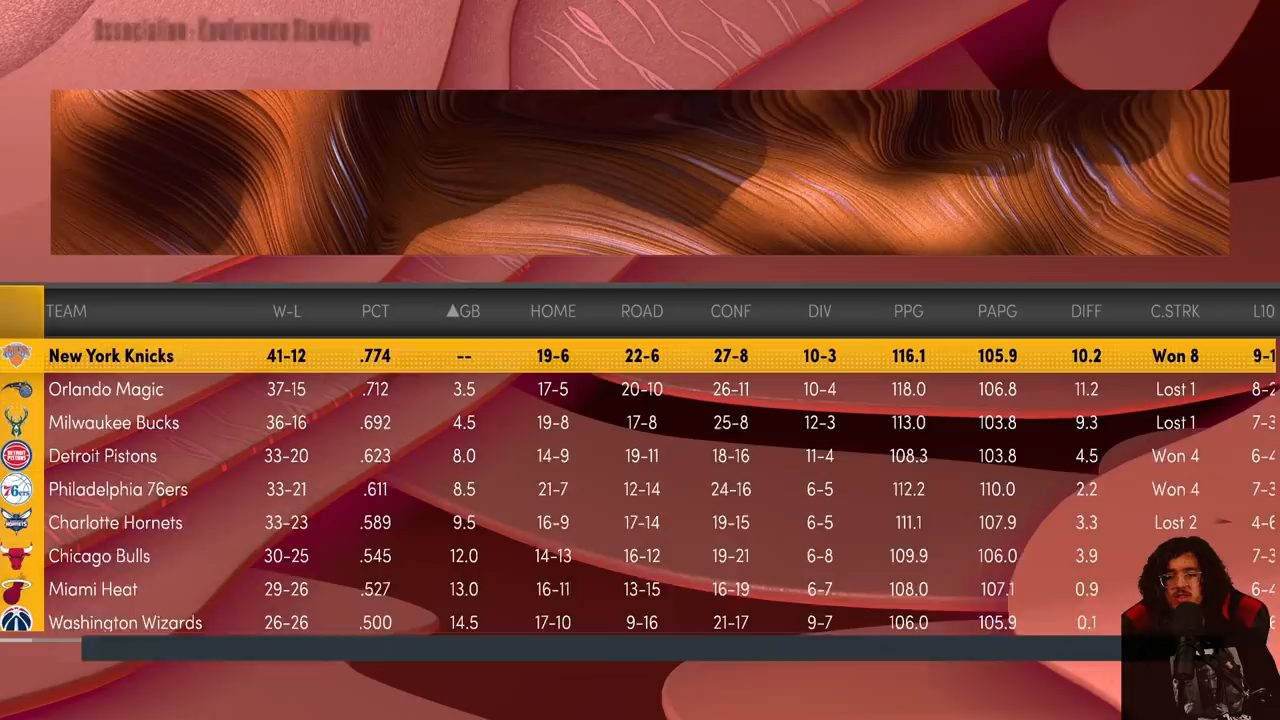 Association · Conference Standings
TEAM W-L PCT ▲GB HOME ROAD CONF DIV PPG PAPG DIFF C.STRK L10
New York Knicks 41-12 .774 -- 19-6 22-6 27-8 10-3 116.1 105.9 10.2 Won 8 9-1
Orlando Magic 37-15 .712 3.5 17-5 20-10 26-11 10-4 118.0 106.8 11.2 Lost 1 8-2
Milwaukee Bucks 36-16 .692 4.5 19-8 17-8 25-8 12-3 113.0 103.8 9.3 Lost 1 7-3
Detroit Pistons 33-20 .623 8.0 14-9 19-11 18-16 11-4 108.3 103.8 4.5 Won 4 6-4
Philadelphia 76ers 33-21 .611 8.5 21-7 12-14 24-16 6-5 112.2 110.0 2.2 Won 4 7-3
Charlotte Hornets 33-23 .589 9.5 16-9 17-14 19-15 6-5 111.1 107.9 3.3 Lost 2 4-6
Chicago Bulls 30-25 .545 12.0 14-13 16-12 19-21 6-8 109.9 106.0 3.9 7-3
Miami Heat 29-26 .527 13.0 16-11 13-15 16-19 6-7 108.0 107.1 0.9 6-4
Washington Wizards 26-26 .500 14.5 17-10 9-16 21-17 9-7 106.0 105.9 0.1